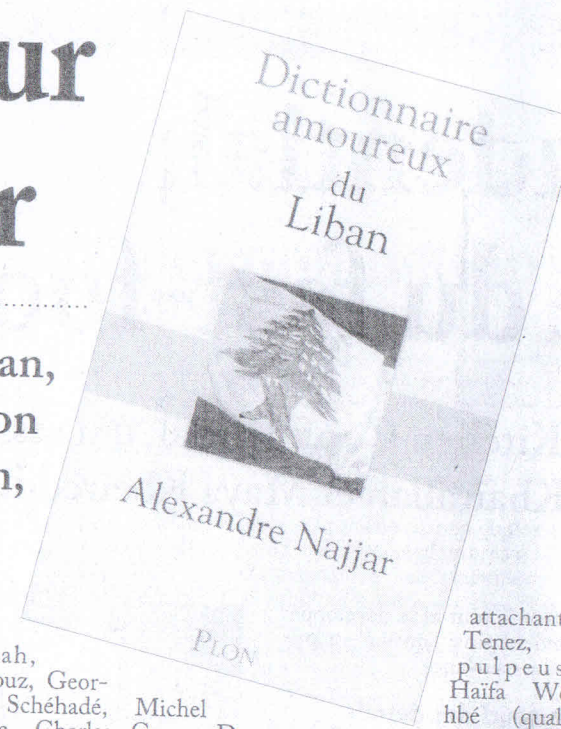 ur
r
an,
on
n,
Dictionnaire
amoureux
du
Liban
Alexandre Najjar
PLON
ah,
ouz, Geor-
Schéhadé,
Michel
attachant
Tenez,
pulpeus
Haïfa We
hbé (qual